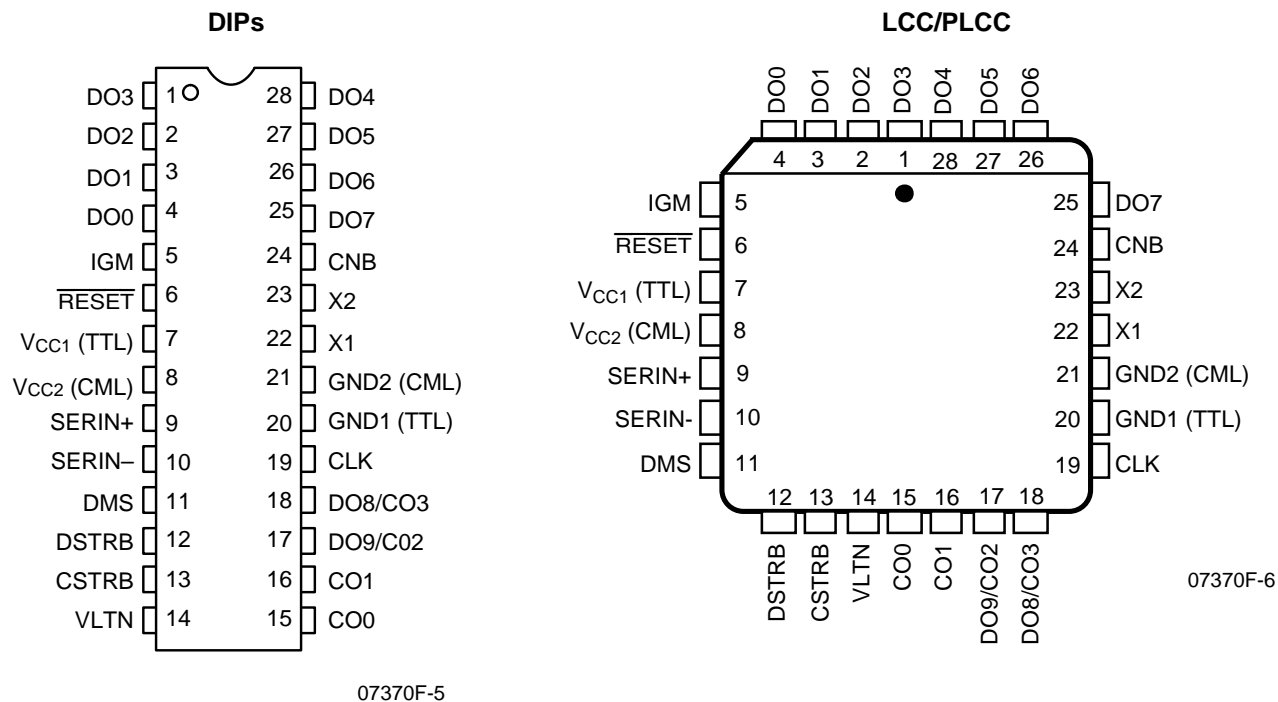 DIPs
DO3 1 28 DO4
DO2 2 27 DO5
DO1 3 26 DO6
DO0 4 25 DO7
IGM 5 24 CNB
RESET 6 23 X2
VCC1 (TTL) 7 22 X1
VCC2 (CML) 8 21 GND2 (CML)
SERIN+ 9 20 GND1 (TTL)
SERIN– 10 19 CLK
DMS 11 18 DO8/CO3
DSTRB 12 17 DO9/C02
CSTRB 13 16 CO1
VLTN 14 15 CO0
07370F-5
LCC/PLCC
DO0 DO1 DO2 DO3 DO4 DO5 DO6
4 3 2 1 28 27 26
IGM 5 25 DO7
RESET 6 24 CNB
VCC1 (TTL) 7 23 X2
VCC2 (CML) 8 22 X1
SERIN+ 9 21 GND2 (CML)
SERIN- 10 20 GND1 (TTL)
DMS 11 19 CLK
12 13 14 15 16 17 18
DSTRB CSTRB VLTN CO0 CO1 DO9/CO2 DO8/CO3
07370F-6